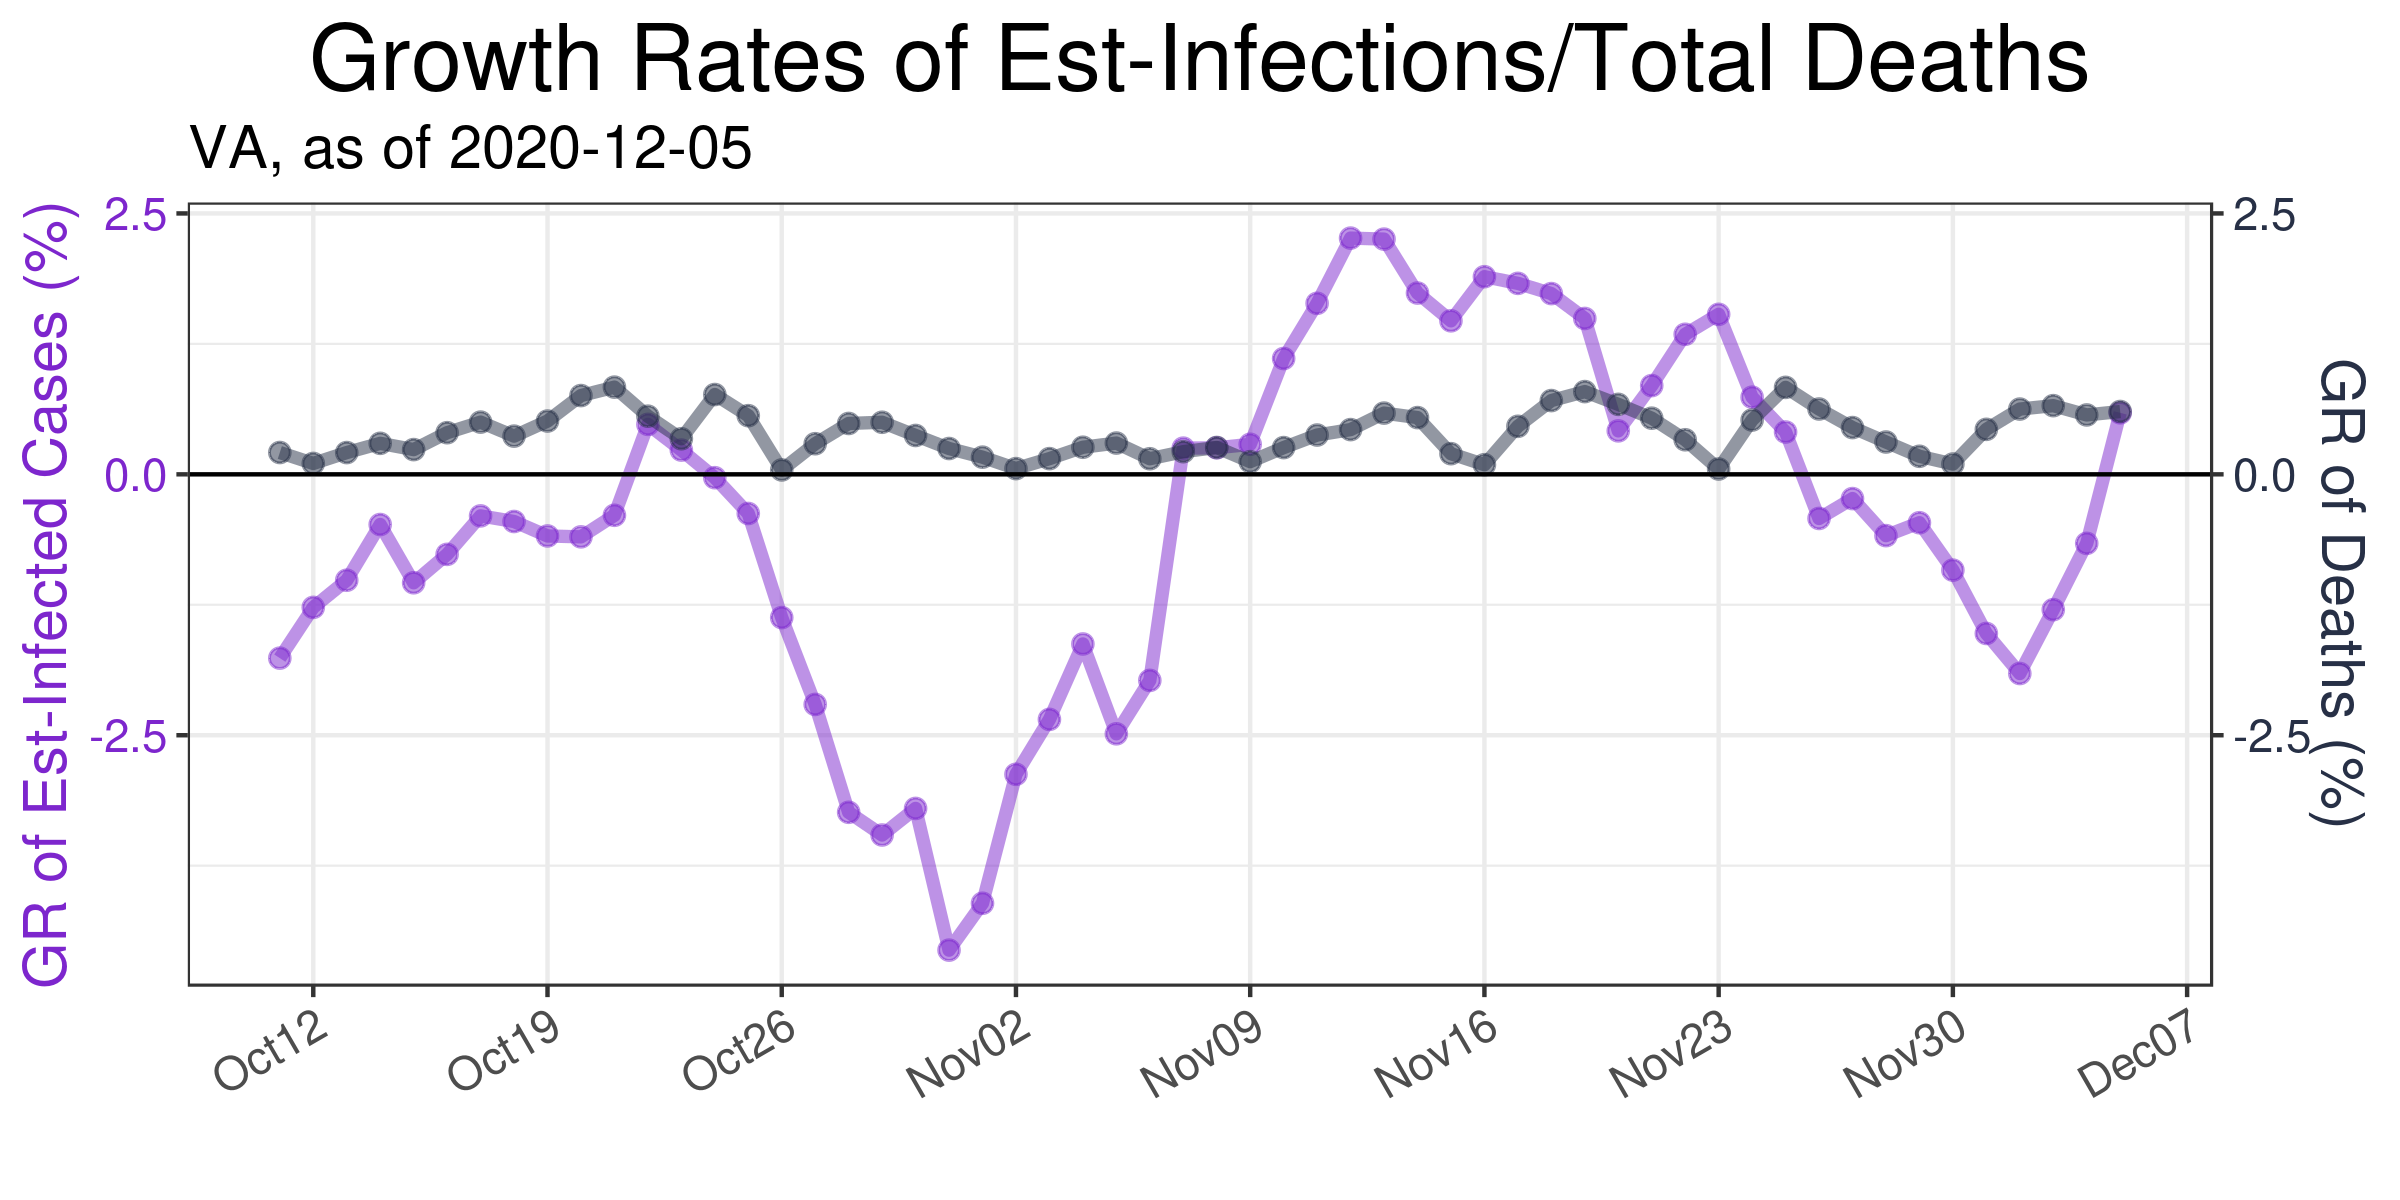 Growth Rates of Est-Infections/Total Deaths
VA, as of 2020-12-05
GR of Est-Infected Cases (%)
2.5
0.0
-2.5
2.5
0.0
-2.5
GR of Deaths (%)
Oct12
Oct19
Oct26
Nov02
Nov09
Nov16
Nov23
Nov30
Dec07